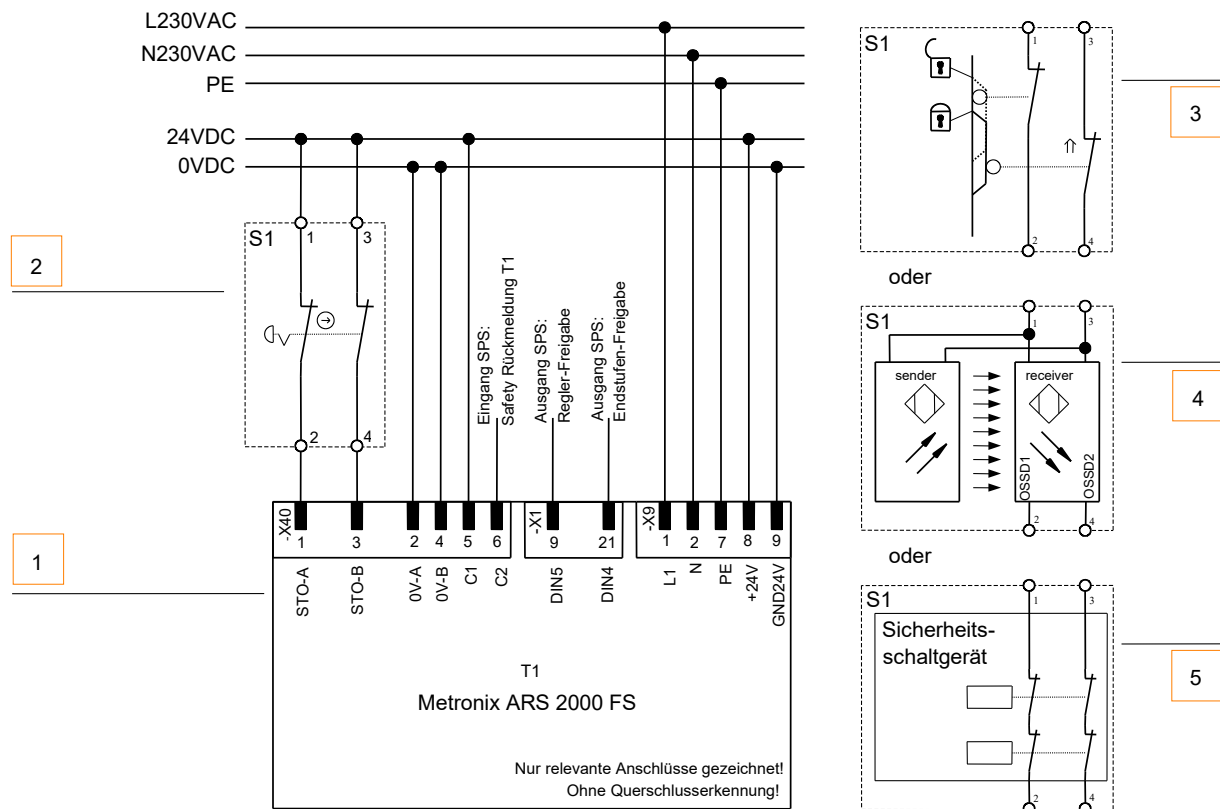 L230VAC
N230VAC
PE
24VDC
0VDC
S1
1
3
2
4
2
1
Eingang SPS:
Safety Rückmeldung T1
Ausgang SPS:
Regler-Freigabe
Ausgang SPS:
Endstufen-Freigabe
-X40
1
3
2
4
5
6
-X1
9
21
-X9
1
2
7
8
9
STO-A
STO-B
0V-A
0V-B
C1
C2
DIN5
DIN4
L1
N
PE
+24V
GND24V
T1
Metronix ARS 2000 FS
Nur relevante Anschlüsse gezeichnet!
Ohne Querschlusserkennung!
S1
1
3
2
4
3
oder
S1
1
3
sender
receiver
OSSD1
OSSD2
2
4
4
oder
S1
1
3
Sicherheits-
schaltgerät
2
4
5